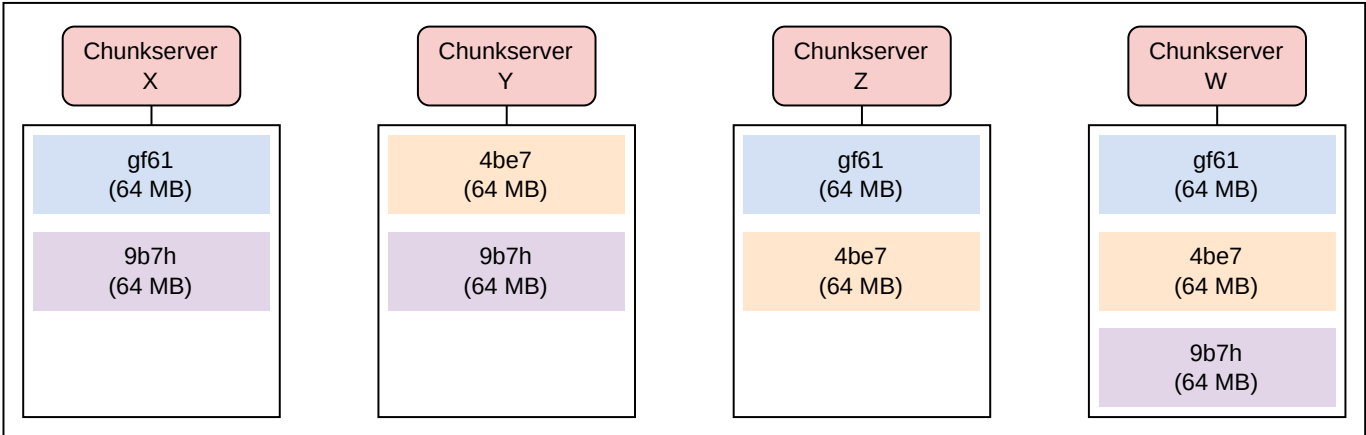 Chunkserver
X
gf61
(64 MB)
9b7h
(64 MB)
Chunkserver
Y
4be7
(64 MB)
9b7h
(64 MB)
Chunkserver
Z
gf61
(64 MB)
4be7
(64 MB)
Chunkserver
W
gf61
(64 MB)
4be7
(64 MB)
9b7h
(64 MB)